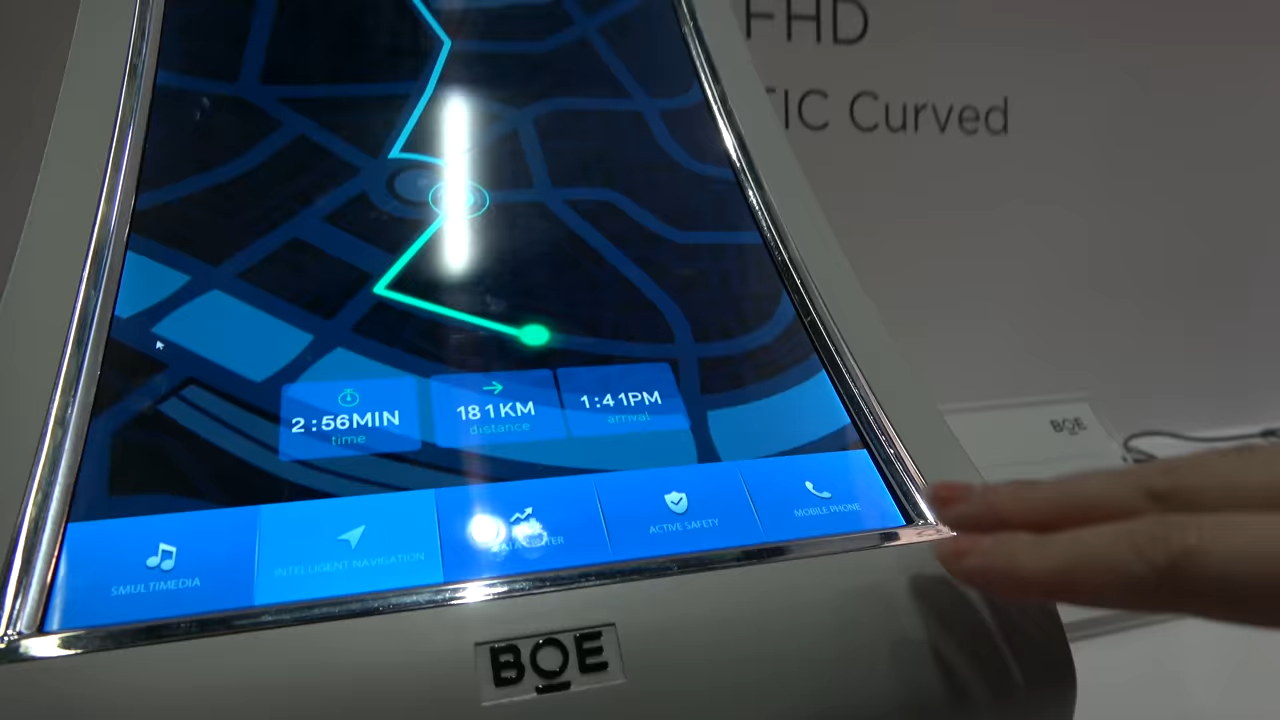 FHD
TIC Curved
2:56MIN
time
181KM
distance
1:41PM
arrival
SMULTIMEDIA
INTELLIGENT NAVIGATION
ACTIVE SAFETY
MOBILE PHONE
BOE
BOE